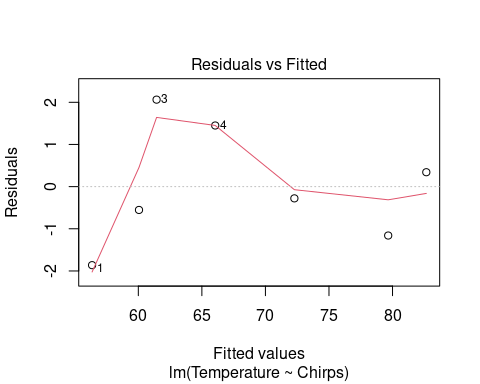 Residuals vs Fitted
Residuals
2
1
0
-1
-2
3
4
1
60 65 70 75 80
Fitted values
lm(Temperature ~ Chirps)